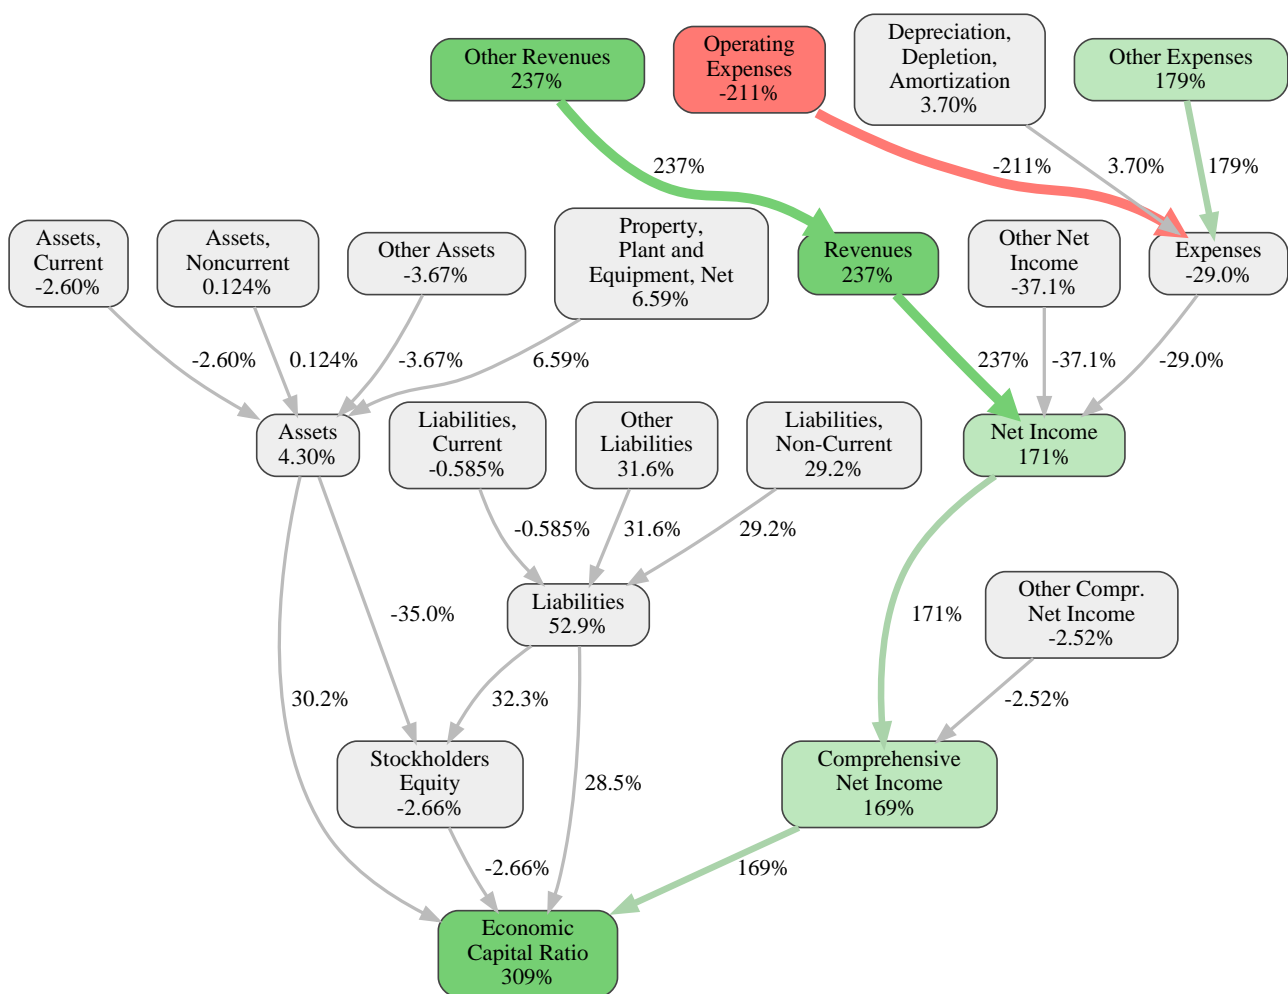 Other Revenues
237%
Operating
Expenses
-211%
Depreciation,
Depletion,
Amortization
3.70%
Other Expenses
179%
237%
-211%
3.70%
179%
Assets,
Current
-2.60%
Assets,
Noncurrent
0.124%
Other Assets
-3.67%
Property,
Plant and
Equipment, Net
6.59%
Revenues
237%
Other Net
Income
-37.1%
Expenses
-29.0%
-2.60%
0.124%
-3.67%
6.59%
237%
-37.1%
-29.0%
Assets
4.30%
Liabilities,
Current
-0.585%
Other
Liabilities
31.6%
Liabilities,
Non-Current
29.2%
Net Income
171%
-0.585%
31.6%
29.2%
-35.0%
Liabilities
52.9%
171%
Other Compr.
Net Income
-2.52%
30.2%
32.3%
-2.52%
Stockholders
Equity
-2.66%
28.5%
Comprehensive
Net Income
169%
-2.66%
169%
Economic
Capital Ratio
309%